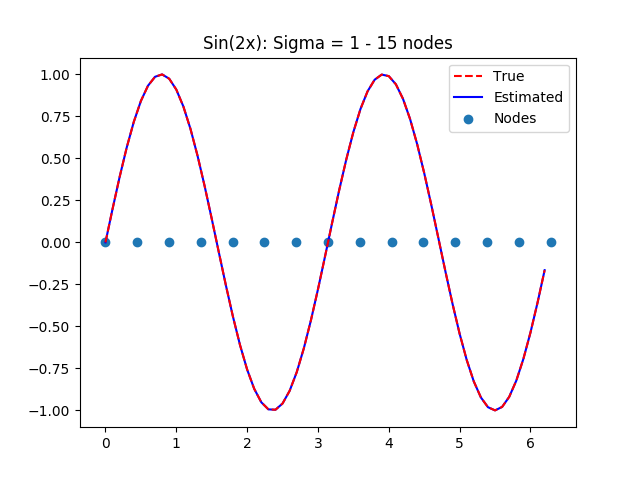 Sin(2x): Sigma = 1 - 15 nodes
True
Estimated
Nodes
1.00
0.75
0.50
0.25
0.00
−0.25
−0.50
−0.75
−1.00
0 1 2 3 4 5 6